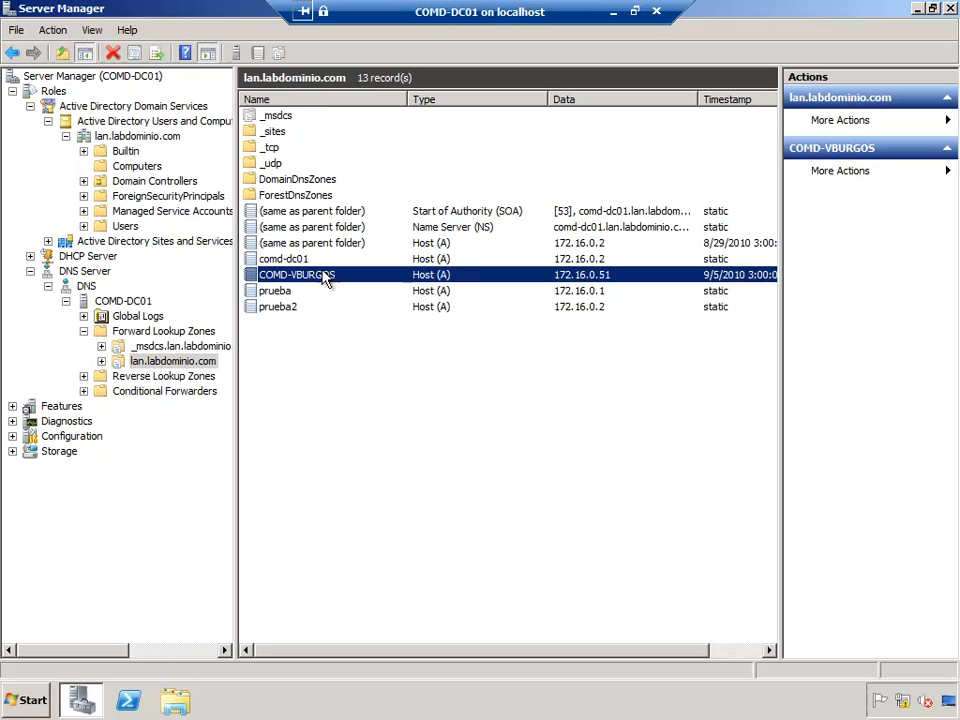 Server Manager
COMD-DC01 on localhost
File Action View Help
Server Manager (COMD-DC01)
Roles
Active Directory Domain Services
Active Directory Users and Compu
lan.labdominio.com
Builtin
Computers
Domain Controllers
ForeignSecurityPrincipals
Managed Service Accounts
Users
Active Directory Sites and Services
DHCP Server
DNS Server
DNS
COMD-DC01
Global Logs
Forward Lookup Zones
_msdcs.lan.labdominio
lan.labdominio.com
Reverse Lookup Zones
Conditional Forwarders
Features
Diagnostics
Configuration
Storage
lan.labdominio.com 13 record(s)
Name Type Data Timestamp
_msdcs
_sites
_tcp
_udp
DomainDnsZones
ForestDnsZones
(same as parent folder) Start of Authority (SOA) [53], comd-dc01.lan.labdom... static
(same as parent folder) Name Server (NS) comd-dc01.lan.labdominio.c... static
(same as parent folder) Host (A) 172.16.0.2 8/29/2010 3:00:
comd-dc01 Host (A) 172.16.0.2 static
COMD-VBURGOS Host (A) 172.16.0.51 9/5/2010 3:00:0
prueba Host (A) 172.16.0.1 static
prueba2 Host (A) 172.16.0.2 static
Actions
lan.labdominio.com
More Actions
COMD-VBURGOS
More Actions
Start